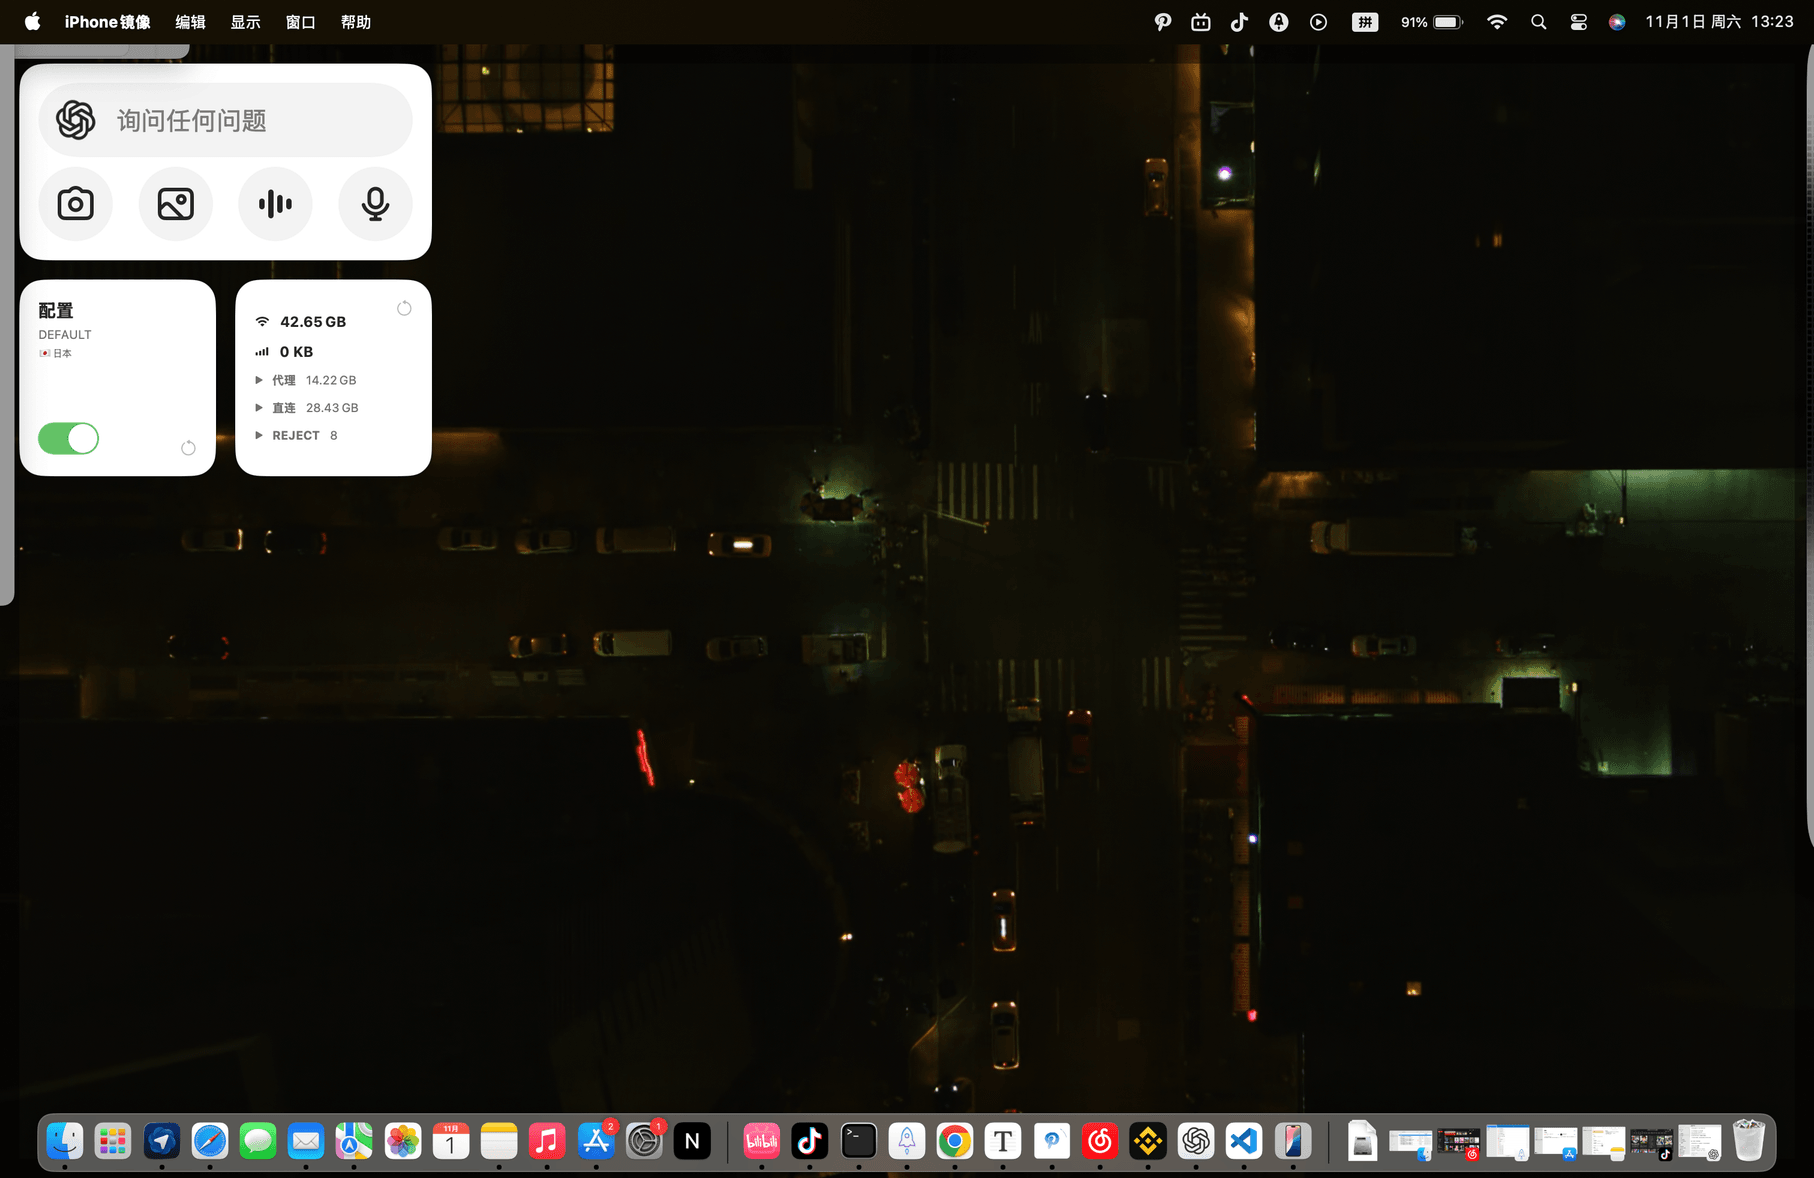 iPhone镜像 编辑 显示 窗口 帮助 拼 91% 11月1日 周六 13:23
询问任何问题
配置
DEFAULT
日本
42.65 GB
0 KB
代理 14.22 GB
直连 28.43 GB
REJECT 8
11月
1
2
1
N
bilibili
T